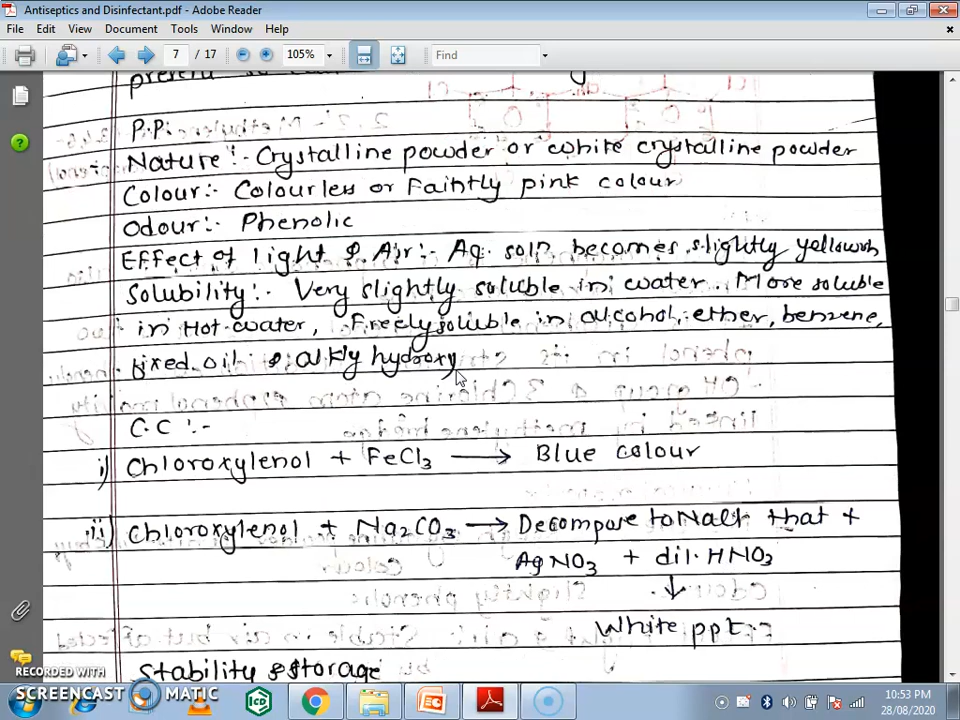 Antiseptics and Disinfectant.pdf - Adobe Reader
File Edit View Document Tools Window Help
7 / 17 105% Find
P.P:
Nature :- Crystalline powder or white crystalline powder
Colour:- Colourless or Faintly pink colour
Odour:- Phenolic
Effect of light & Air:- Aq. soln becomes slightly yellowish
Solubility:- Very slightly soluble in water. More soluble
in Hot water, Freely soluble in alcohol, ether, benzene,
fixed oil & alkly hydroxy
C.C :-
i) Chloroxylenol + FeCl3 → Blue colour
ii) Chloroxylenol + Na2CO3 → Decompose to Nalt that +
AgNO3 + dil. HNO3
↓
White ppt.
Stability & storage
RECORDED WITH
SCREENCAST MATIC
10:53 PM
28/08/2020